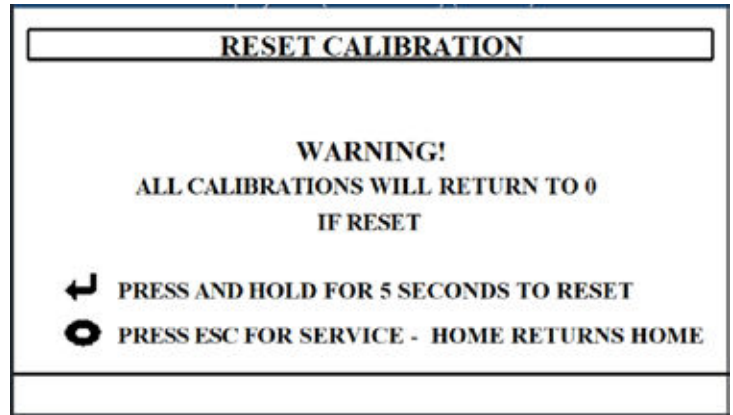 RESET CALIBRATION
WARNING!
ALL CALIBRATIONS WILL RETURN TO 0
IF RESET
PRESS AND HOLD FOR 5 SECONDS TO RESET
PRESS ESC FOR SERVICE - HOME RETURNS HOME